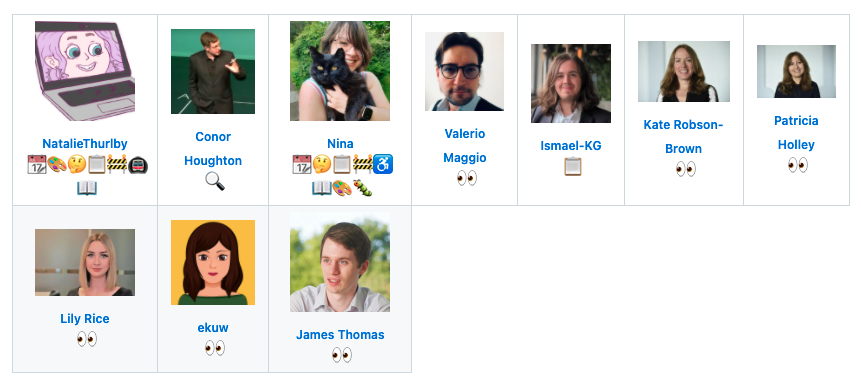 NatalieThurlby
Conor
Houghton
Nina
Valerio
Maggio
Ismael-KG
Kate Robson-
Brown
Patricia
Holley
Lily Rice
ekuw
James Thomas